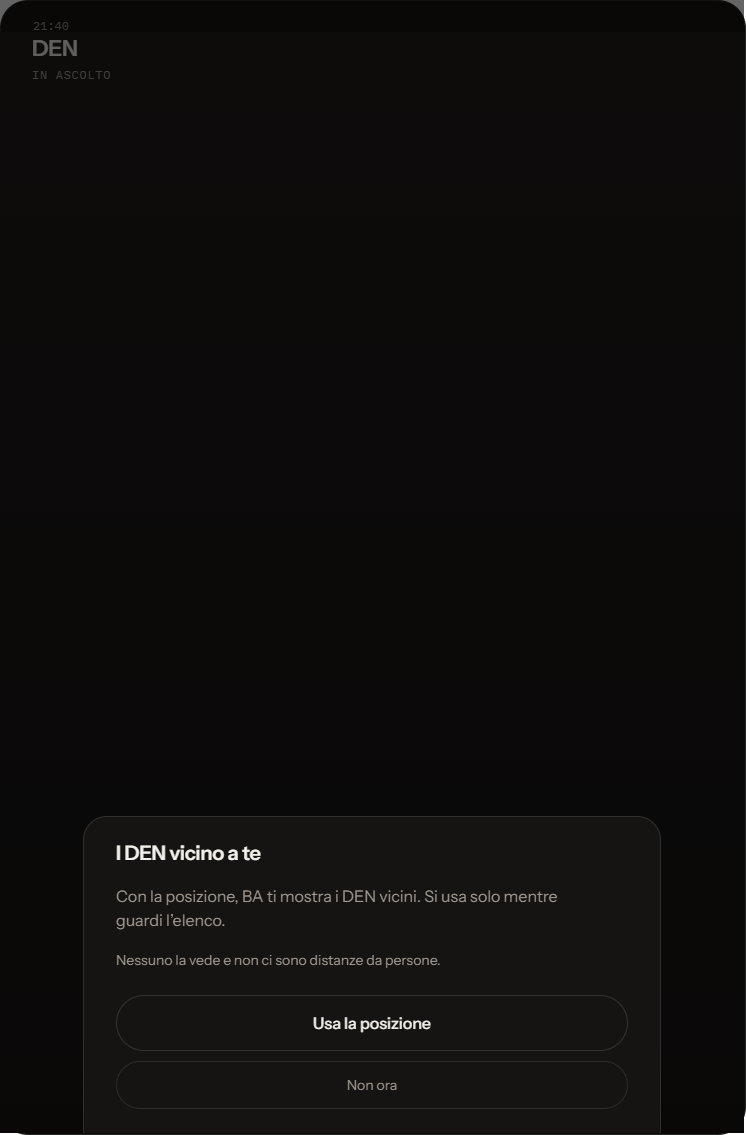 21:40
DEN
IN ASCOLTO
I DEN vicino a te
Con la posizione, BA ti mostra i DEN vicini. Si usa solo mentre
guardi l’elenco.
Nessuno la vede e non ci sono distanze da persone.
Usa la posizione
Non ora